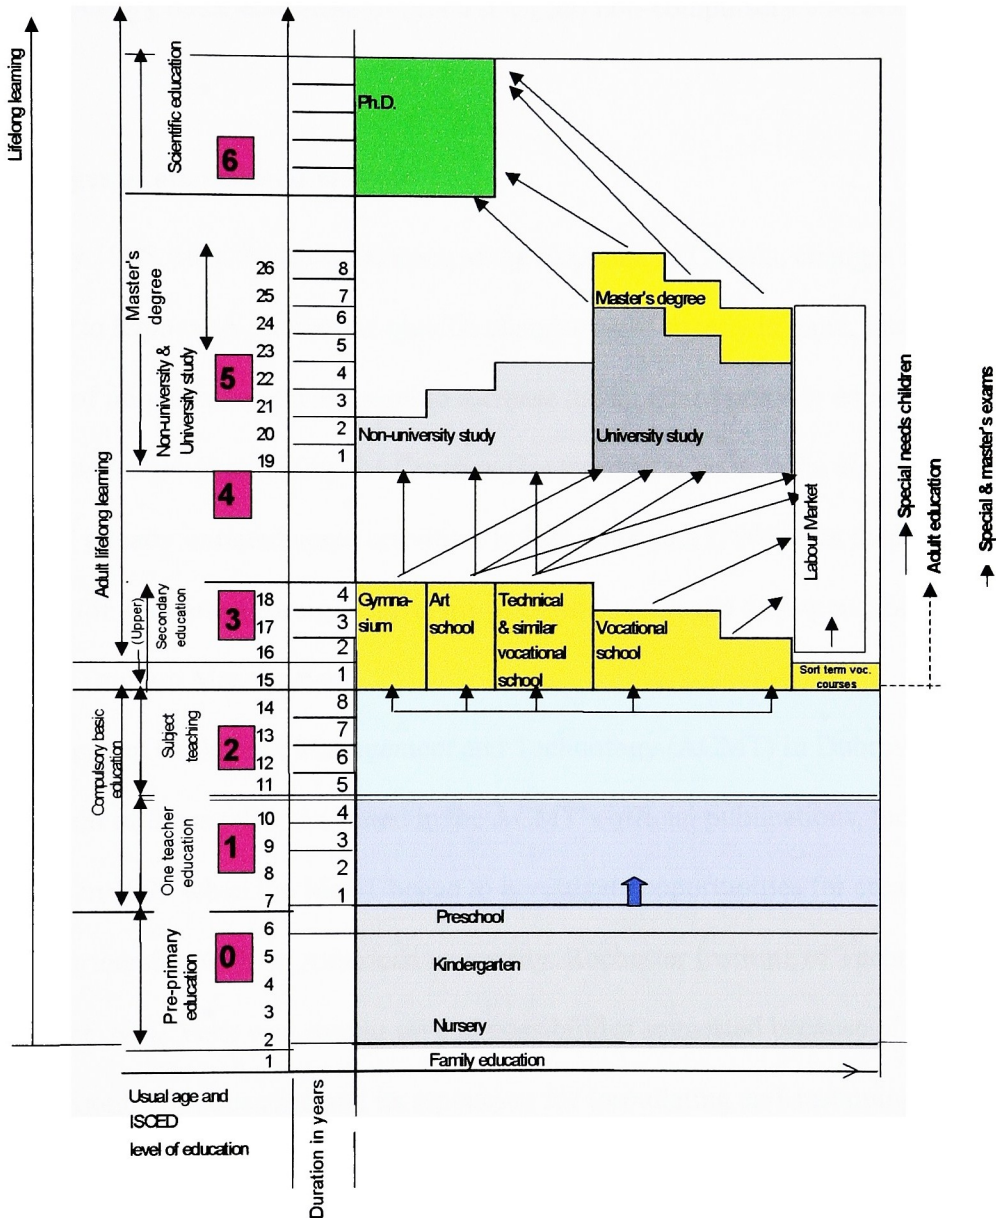 Lifelong learning
Adult lifelong learning
Scientific education
6
Ph.D.
Master's
degree
Non-university &
University study
5
26
25
24
23
22
21
20
19
8
7
6
5
4
3
2
1
Master's degree
Non-university study
University study
4
Labour Market
Special needs children
Adult education
Special & master's exams
(Upper)
Secondary
education
3
18
17
16
15
4
3
2
1
Gymna-
sium
Art
school
Technical
& similar
vocational
school
Vocational
school
Sort term voc.
courses
Compulsory basic
education
Subject
teaching
2
14
13
12
11
8
7
6
5
One teacher
education
1
10
9
8
7
4
3
2
1
Pre-primary
education
0
6
5
4
3
2
1
Preschool
Kindergarten
Nursery
Family education
Usual age and
ISCED
level of education
Duration in years